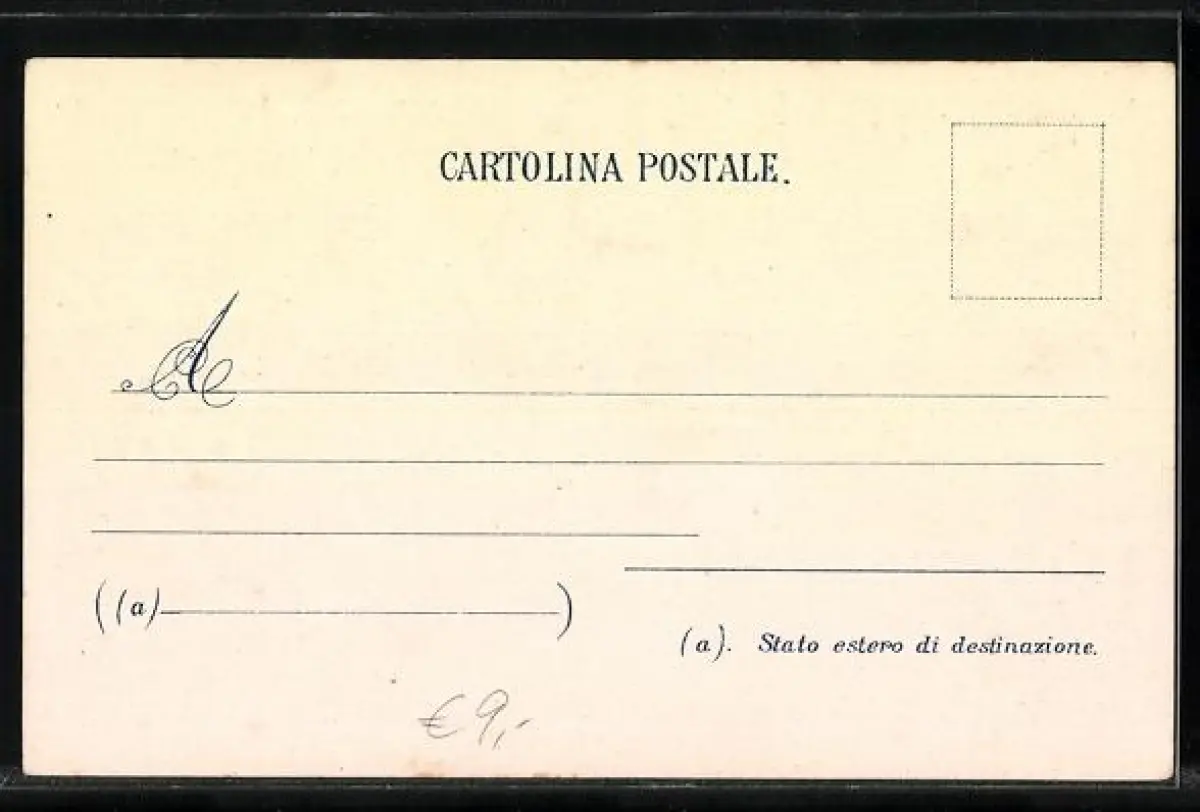 CARTOLINA POSTALE.
A
((a) )
(a). Stato estero di destinazione.
€ 9,-